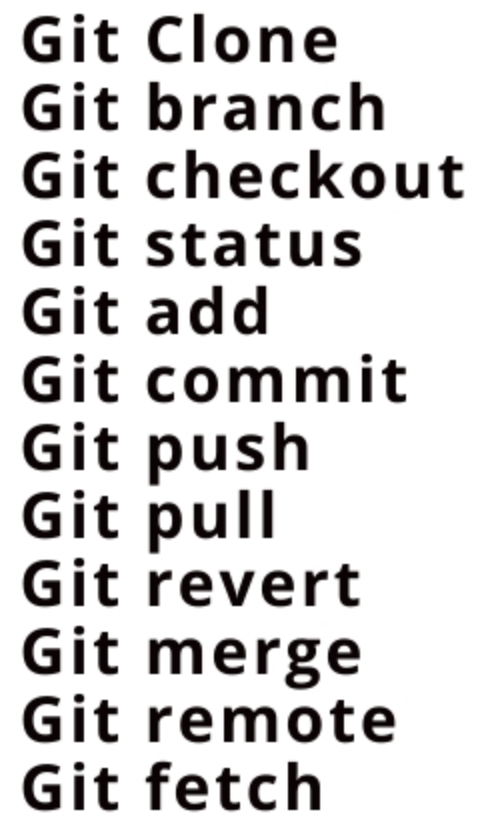 Git Clone
Git branch
Git checkout
Git status
Git add
Git commit
Git push
Git pull
Git revert
Git merge
Git remote
Git fetch